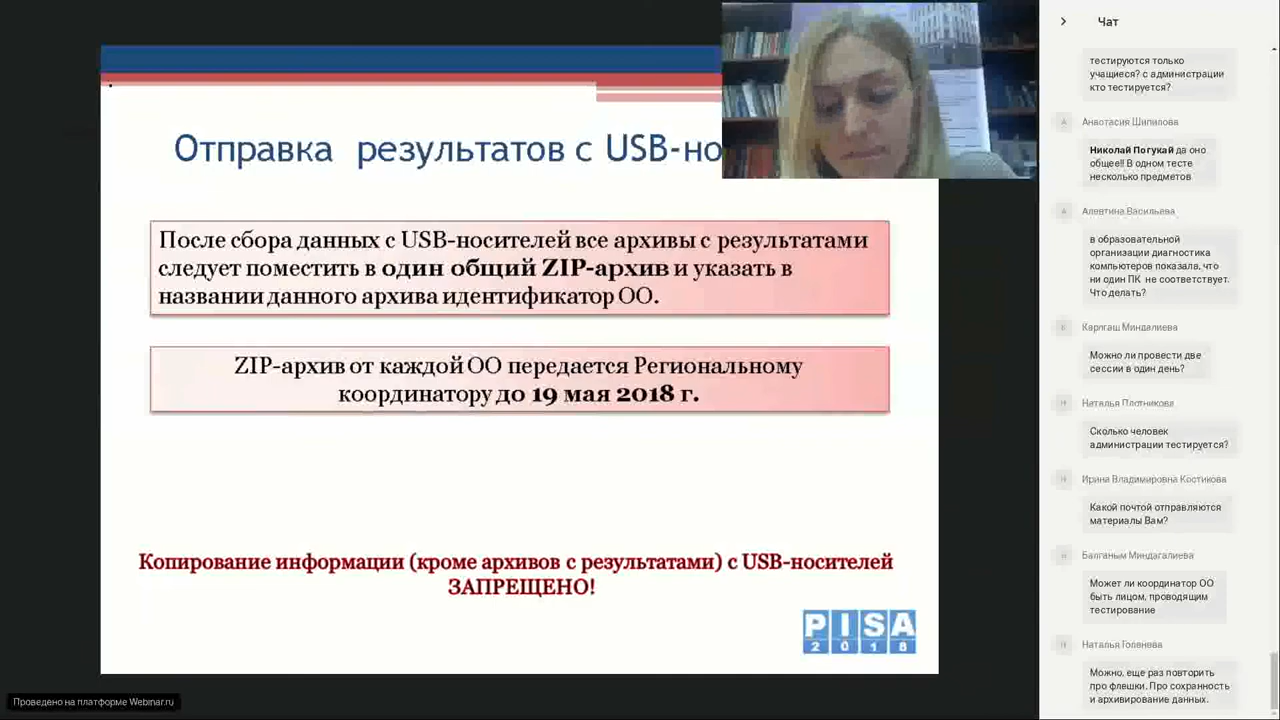 Отправка результатов с USB-но
После сбора данных с USB-носителей все архивы с результатами
следует поместить в один общий ZIP-архив и указать в
названии данного архива идентификатор ОО.
ZIP-архив от каждой ОО передается Региональному
координатору до 19 мая 2018 г.
Копирование информации (кроме архивов с результатами) с USB-носителей
ЗАПРЕЩЕНО!
PISA
2018
Проведено на платформе Webinar.ru
Чат
тестируются только
учащиеся? с администрации
кто тестируется?
А
Анастасия Шипилова
Николай Погукай да оно
общее!! В одном тесте
несколько предметов
А
Алевтина Васильева
в образовательной
организации диагностика
компьютеров показала, что
ни один ПК не соответствует.
Что делать?
К
Карлгаш Миндалиева
Можно ли провести две
сессии в один день?
Н
Наталья Плотникова
Сколько человек
администрации тестируется?
И
Ирина Владимировна Костикова
Какой почтой отправляются
материалы Вам?
Балганым Миндагалиева
Может ли координатор ОО
быть лицом, проводящим
тестирование
Н
Наталья Голенева
Можно, еще раз повторить
про флешки. Про сохранность
и архивирование данных.